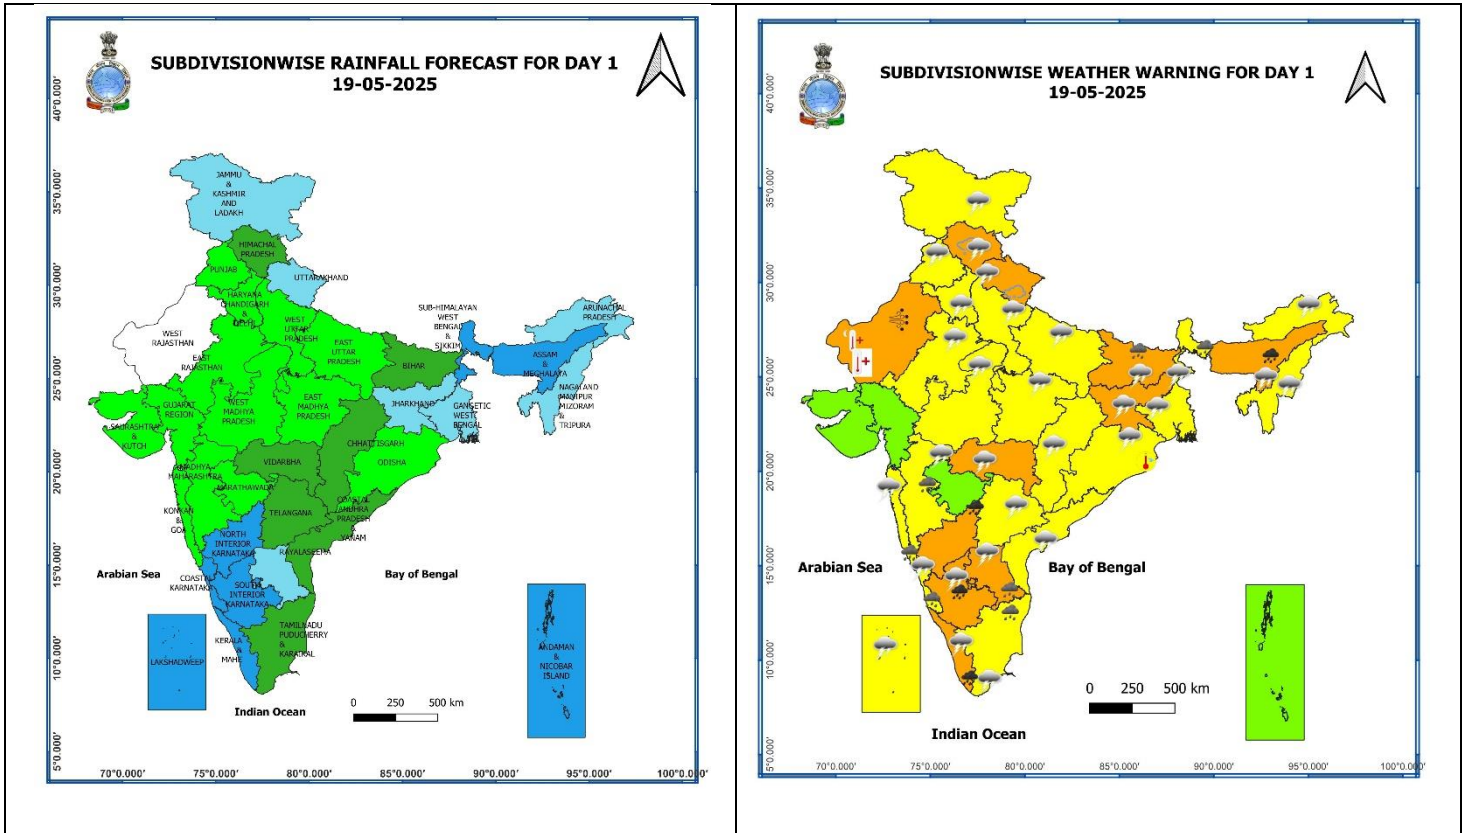 SUBDIVISIONWISE RAINFALL FORECAST FOR DAY 1
19-05-2025
40°0.000'
35°0.000'
30°0.000'
25°0.000'
20°0.000'
15°0.000'
10°0.000'
5°0.000'
JAMMU
&
KASHMIR
AND
LADAKH
HIMACHAL
PRADESH
PUNJAB
UTTARAKHAND
HARYANA
CHANDIGARH
&
DELHI
WEST
RAJASTHAN
EAST
RAJASTHAN
WEST
UTTAR
PRADESH
EAST
UTTAR
PRADESH
SUB-HIMALAYAN
WEST
BENGAL
&
SIKKIM
ARUNACHAL
PRADESH
ASSAM
&
MEGHALAYA
NAGALAND
MANIPUR
MIZORAM
&
TRIPURA
BIHAR
JHARKHAND
GANGETIC
WEST
BENGAL
GUJARAT
REGION
SAURASHTRA
&
KUTCH
WEST
MADHYA
PRADESH
EAST
MADHYA
PRADESH
CHHATTISGARH
ODISHA
VIDARBHA
MADHYA
MAHARASHTRA
MARATHAWADA
KONKAN
&
GOA
TELANGANA
COASTAL
ANDHRA
PRADESH
&
YANAM
NORTH
INTERIOR
KARNATAKA
RAYALASEEMA
COASTAL
KARNATAKA
SOUTH
INTERIOR
KARNATAKA
TAMILNADU
PUDUCHERRY
&
KARAIKAL
KERALA
&
MAHE
LAKSHADWEEP
ANDAMAN
&
NICOBAR
ISLAND
Arabian Sea
Bay of Bengal
Indian Ocean
0 250 500 km
70°0.000' 75°0.000' 80°0.000' 85°0.000' 90°0.000' 95°0.000' 100°0.000'
SUBDIVISIONWISE WEATHER WARNING FOR DAY 1
19-05-2025
40°0.000'
35°0.000'
30°0.000'
25°0.000'
20°0.000'
15°0.000'
10°0.000'
5°0.000'
Arabian Sea
Bay of Bengal
Indian Ocean
0 250 500 km
70°0.000' 75°0.000' 80°0.000' 85°0.000' 90°0.000' 95°0.000' 100°0.000'